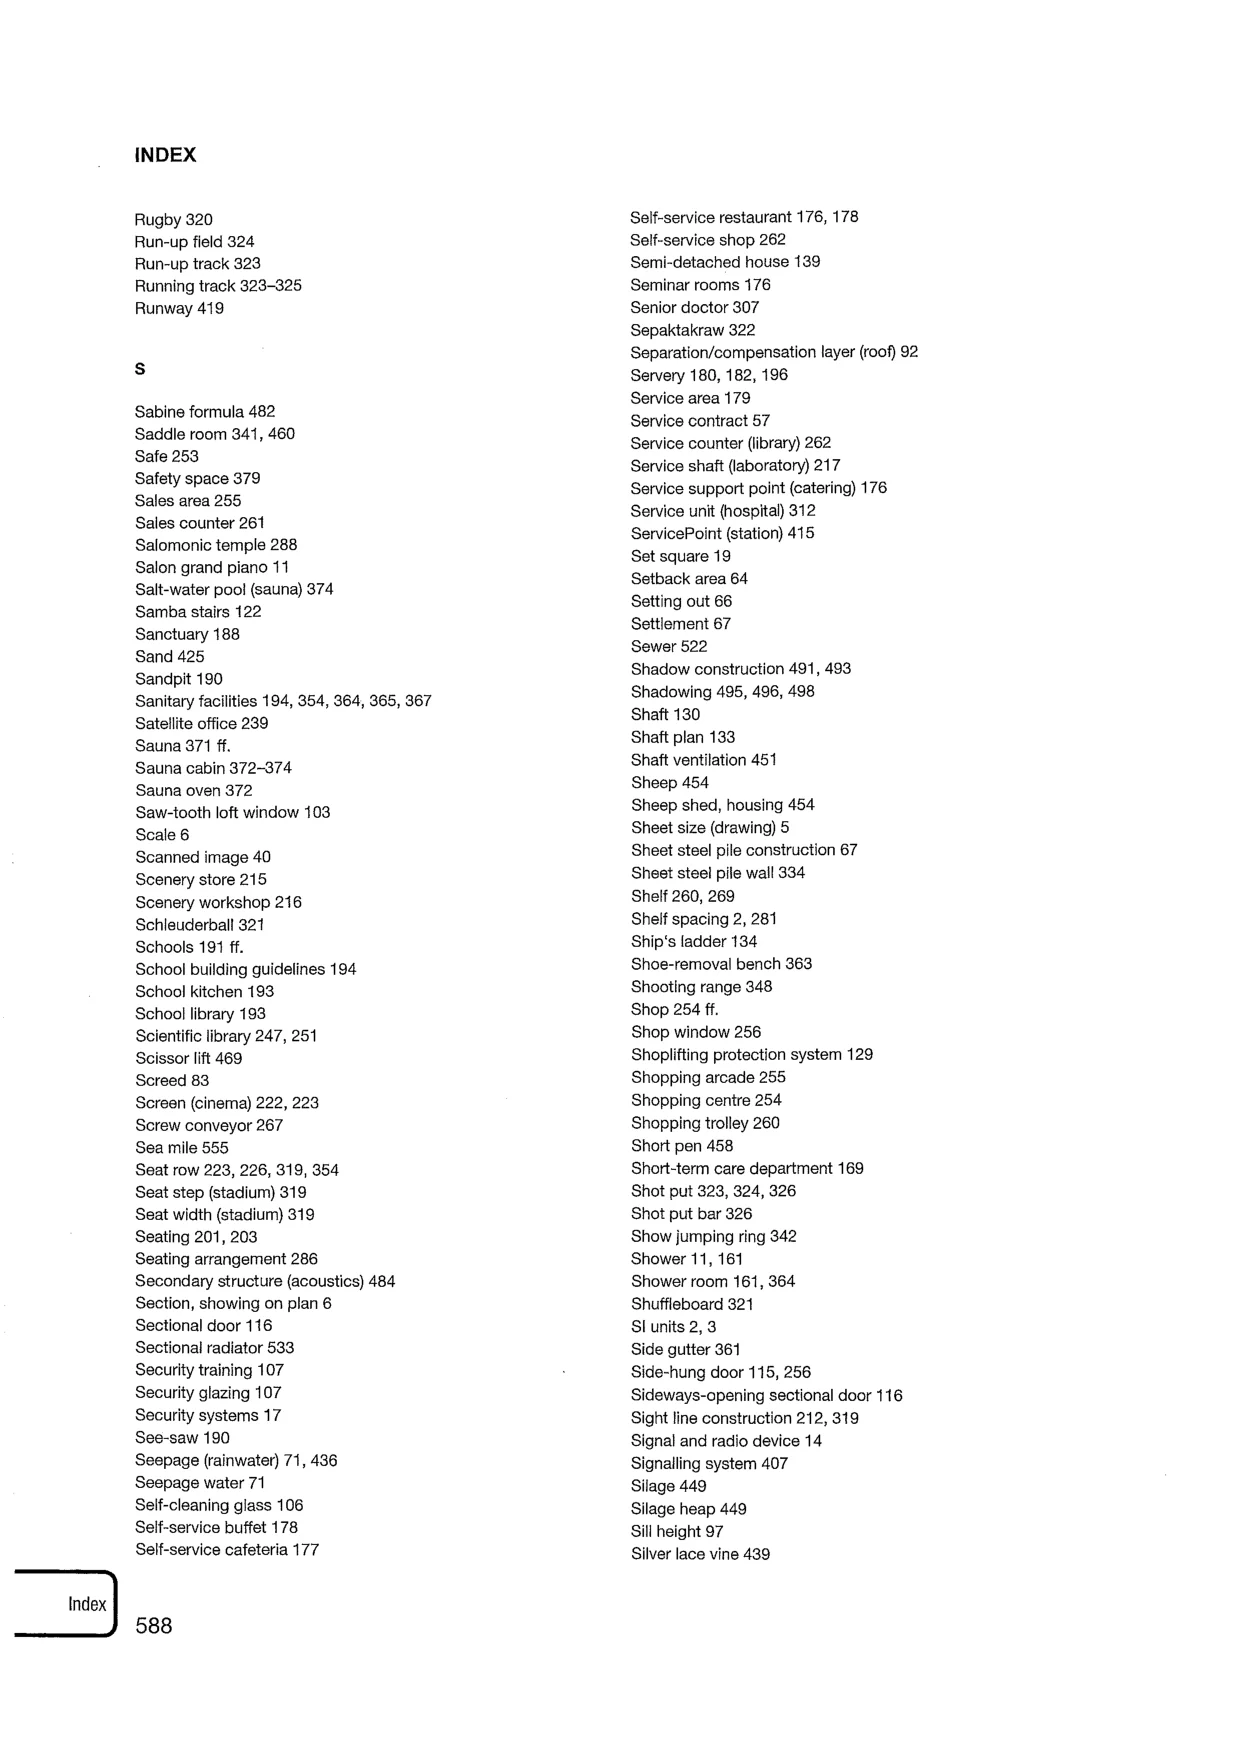 INDEX
Rugby 320
Run-up field 324
Run-up track 323
Running track 323–325
Runway 419
S
Sabine formula 482
Saddle room 341, 460
Safe 253
Safety space 379
Sales area 255
Sales counter 261
Salomonic temple 288
Salon grand piano 11
Salt-water pool (sauna) 374
Samba stairs 122
Sanctuary 188
Sand 425
Sandpit 190
Sanitary facilities 194, 354, 364, 365, 367
Satellite office 239
Sauna 371 ff.
Sauna cabin 372–374
Sauna oven 372
Saw-tooth loft window 103
Scale 6
Scanned image 40
Scenery store 215
Scenery workshop 216
Schleuderball 321
Schools 191 ff.
School building guidelines 194
School kitchen 193
School library 193
Scientific library 247, 251
Scissor lift 469
Screed 83
Screen (cinema) 222, 223
Screw conveyor 267
Sea mile 555
Seat row 223, 226, 319, 354
Seat step (stadium) 319
Seat width (stadium) 319
Seating 201, 203
Seating arrangement 286
Secondary structure (acoustics) 484
Section, showing on plan 6
Sectional door 116
Sectional radiator 533
Security training 107
Security glazing 107
Security systems 17
See-saw 190
Seepage (rainwater) 71, 436
Seepage water 71
Self-cleaning glass 106
Self-service buffet 178
Self-service cafeteria 177
Self-service restaurant 176, 178
Self-service shop 262
Semi-detached house 139
Seminar rooms 176
Senior doctor 307
Sepaktakraw 322
Separation/compensation layer (roof) 92
Servery 180, 182, 196
Service area 179
Service contract 57
Service counter (library) 262
Service shaft (laboratory) 217
Service support point (catering) 176
Service unit (hospital) 312
ServicePoint (station) 415
Set square 19
Setback area 64
Setting out 66
Settlement 67
Sewer 522
Shadow construction 491, 493
Shadowing 495, 496, 498
Shaft 130
Shaft plan 133
Shaft ventilation 451
Sheep 454
Sheep shed, housing 454
Sheet size (drawing) 5
Sheet steel pile construction 67
Sheet steel pile wall 334
Shelf 260, 269
Shelf spacing 2, 281
Ship's ladder 134
Shoe-removal bench 363
Shooting range 348
Shop 254 ff.
Shop window 256
Shoplifting protection system 129
Shopping arcade 255
Shopping centre 254
Shopping trolley 260
Short pen 458
Short-term care department 169
Shot put 323, 324, 326
Shot put bar 326
Show jumping ring 342
Shower 11, 161
Shower room 161, 364
Shuffleboard 321
SI units 2, 3
Side gutter 361
Side-hung door 115, 256
Sideways-opening sectional door 116
Sight line construction 212, 319
Signal and radio device 14
Signalling system 407
Silage 449
Silage heap 449
Sill height 97
Silver lace vine 439
Index
588